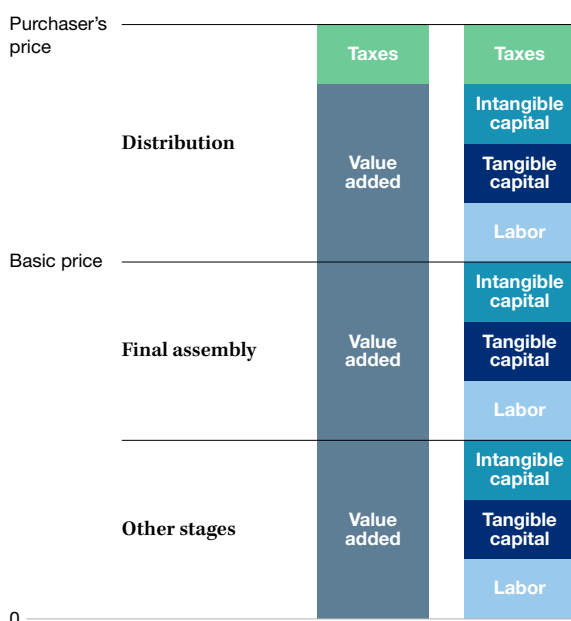 Purchaser's
price
Taxes
Taxes
Distribution
Value
added
Intangible
capital
Tangible
capital
Labor
Basic price
Final assembly
Value
added
Intangible
capital
Tangible
capital
Labor
Other stages
Value
added
Intangible
capital
Tangible
capital
Labor
0